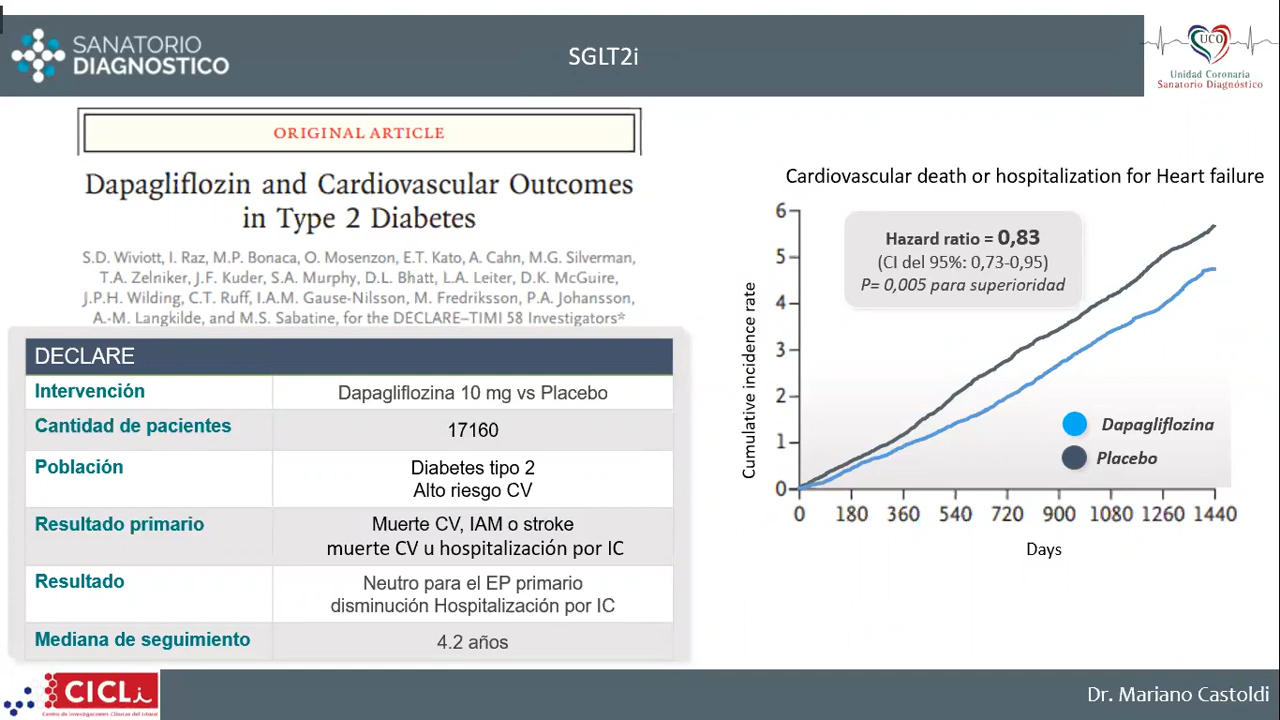 SANATORIO
DIAGNOSTICO
SGLT2i
UCO
Unidad Coronaria
Sanatorio Diagnóstico
ORIGINAL ARTICLE
Dapagliflozin and Cardiovascular Outcomes
in Type 2 Diabetes
S.D. Wiviott, I. Raz, M.P. Bonaca, O. Mosenzon, E.T. Kato, A. Cahn, M.G. Silverman,
T.A. Zelniker, J.F. Kuder, S.A. Murphy, D.L. Bhatt, L.A. Leiter, D.K. McGuire,
J.P.H. Wilding, C.T. Ruff, I.A.M. Gause-Nilsson, M. Fredriksson, P.A. Johansson,
A.-M. Langkilde, and M.S. Sabatine, for the DECLARE–TIMI 58 Investigators*
DECLARE
Intervención Dapagliflozina 10 mg vs Placebo
Cantidad de pacientes 17160
Población Diabetes tipo 2
Alto riesgo CV
Resultado primario Muerte CV, IAM o stroke
muerte CV u hospitalización por IC
Resultado Neutro para el EP primario
disminución Hospitalización por IC
Mediana de seguimiento 4.2 años
Cardiovascular death or hospitalization for Heart failure
Hazard ratio = 0,83
(CI del 95%: 0,73-0,95)
P= 0,005 para superioridad
Cumulative incidence rate
6
5
4
3
2
1
0
Dapagliflozina
Placebo
0 180 360 540 720 900 1080 1260 1440
Days
CICLi
Centro de Investigaciones Clínicas del Litoral
Dr. Mariano Castoldi